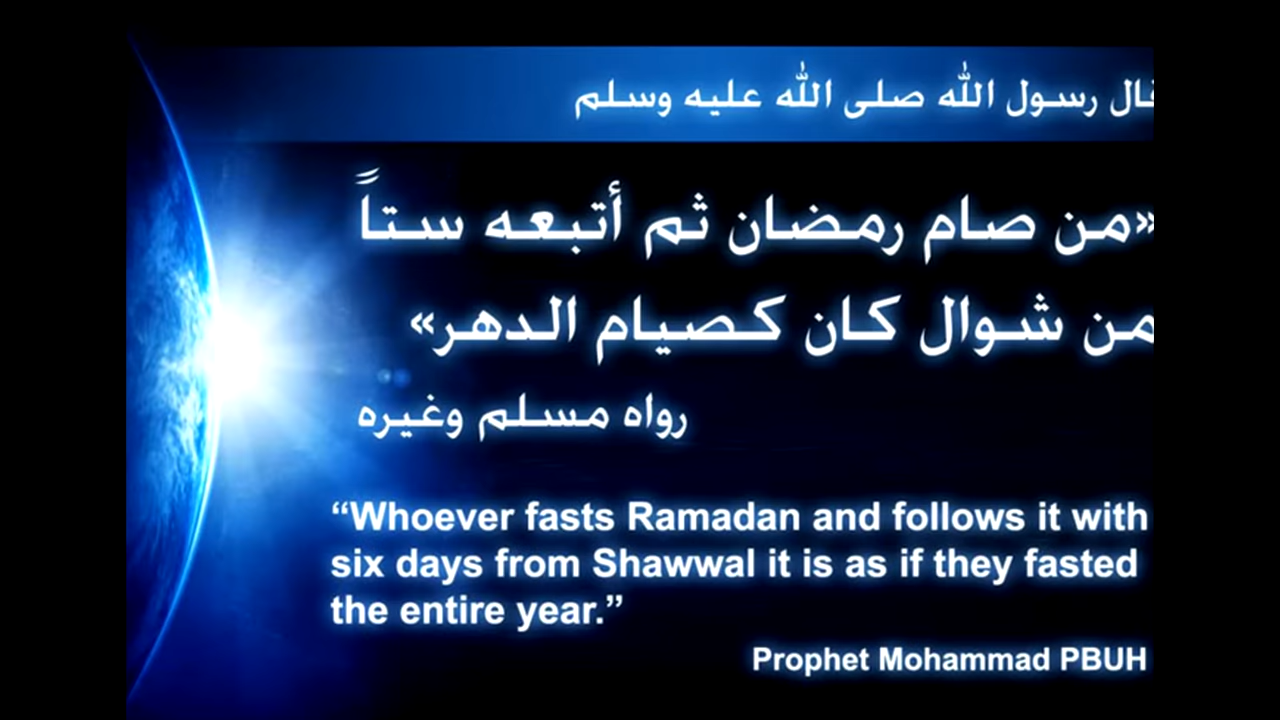 قال رسول الله صلى الله عليه وسلم
«من صام رمضان ثم أتبعه ستاً
من شوال كان كصيام الدهر»
رواه مسلم وغيره
“Whoever fasts Ramadan and follows it with
six days from Shawwal it is as if they fasted
the entire year.”
Prophet Mohammad PBUH